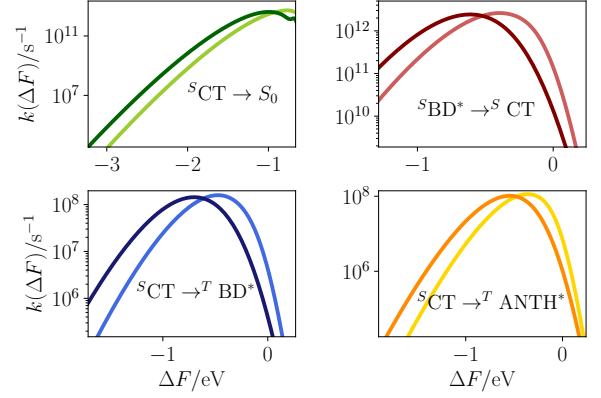 k(ΔF)/s⁻¹
10¹¹
10⁷
ˢCT → S₀
−3
−2
−1
10¹²
10¹¹
10¹⁰
ˢBD* →ˢ CT
−1
0
k(ΔF)/s⁻¹
10⁸
10⁷
10⁶
ˢCT →ᵀ BD*
−1
0
ΔF/eV
10⁸
10⁶
ˢCT →ᵀ ANTH*
−1
0
ΔF/eV